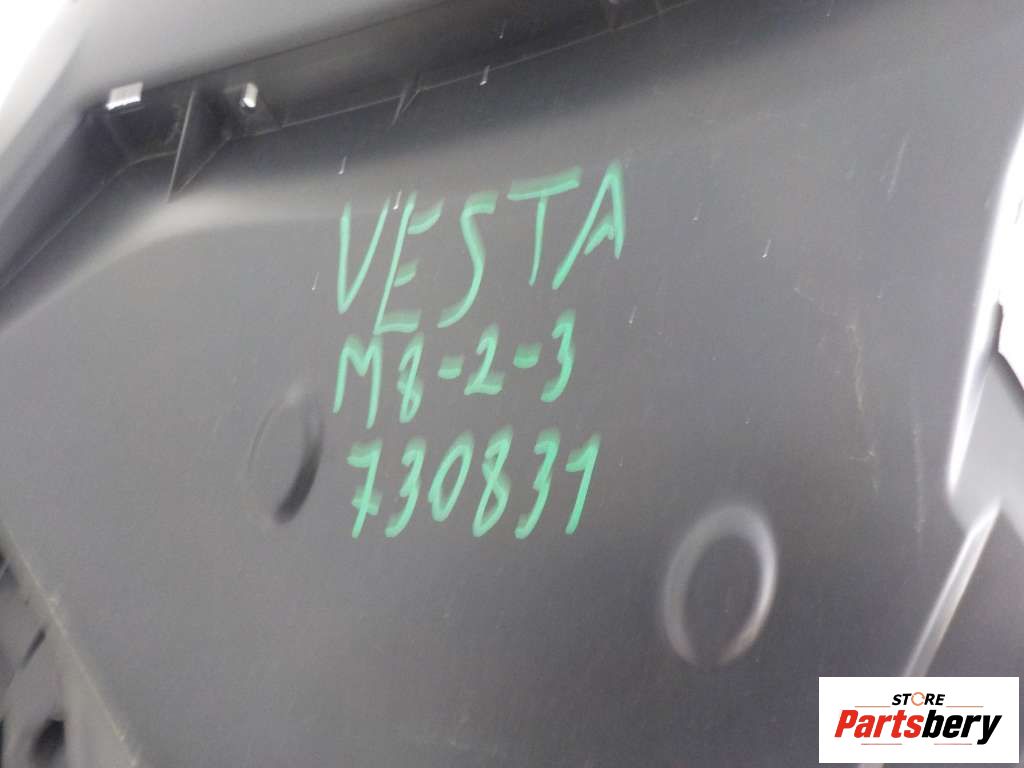 VESTA
M8-2-3
730831
STORE
Partsbery